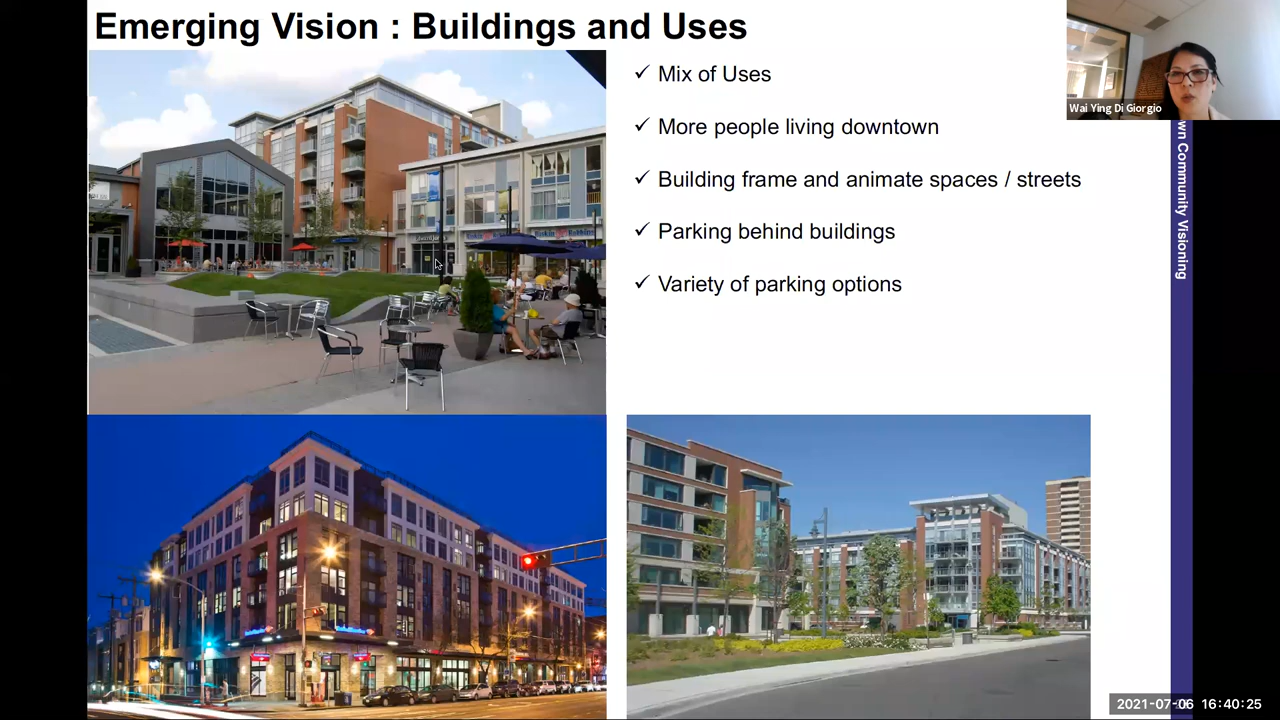 Emerging Vision : Buildings and Uses
✓ Mix of Uses
✓ More people living downtown
✓ Building frame and animate spaces / streets
✓ Parking behind buildings
✓ Variety of parking options
Wai Ying Di Giorgio
wn Community Visioning
Baskin Robbins
2021-07-06 16:40:25